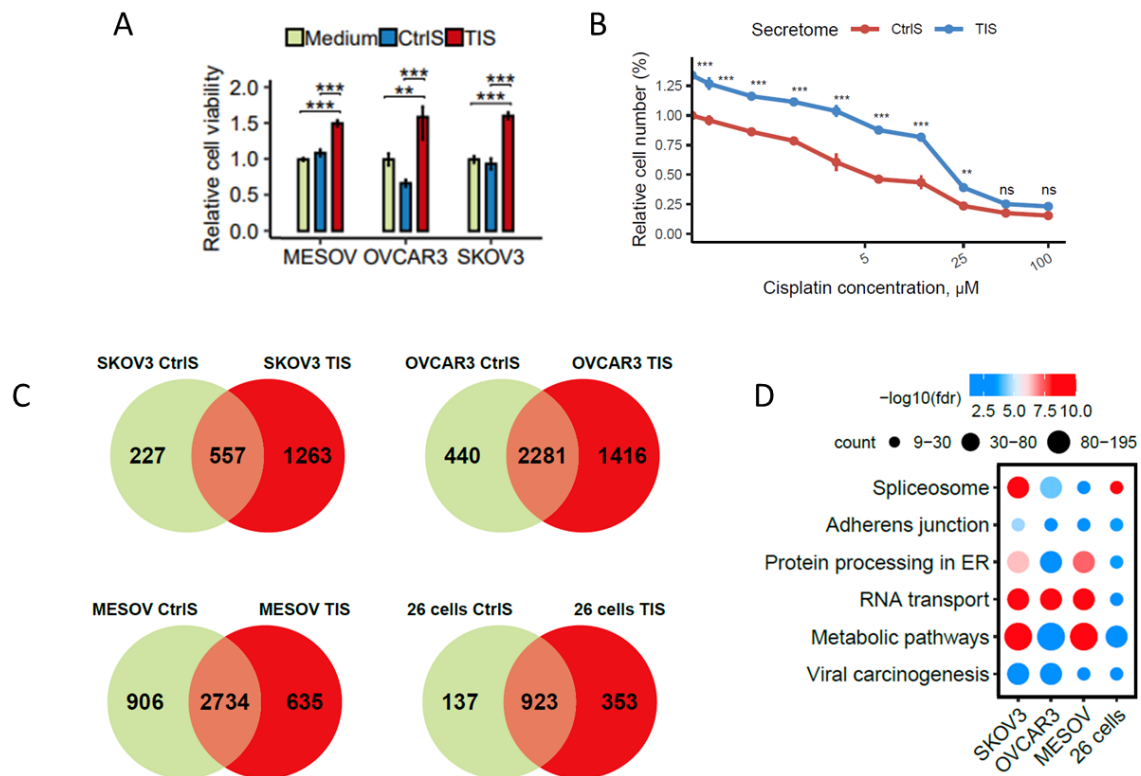 A
Medium CtrlS TIS
Relative cell viability
2.0
1.5
1.0
0.5
0.0
*** *** *** ** *** ***
MESOV OVCAR3 SKOV3
B
Secretome CtrlS TIS
Relative cell number (%)
1.25
1.00
0.75
0.50
0.25
0.00
*** *** *** *** *** *** *** ** ns ns
5 25 100
Cisplatin concentration, µM
C
SKOV3 CtrlS SKOV3 TIS
227 557 1263
OVCAR3 CtrlS OVCAR3 TIS
440 2281 1416
MESOV CtrlS MESOV TIS
906 2734 635
26 cells CtrlS 26 cells TIS
137 923 353
D
−log10(fdr) 2.5 5.0 7.5 10.0
count 9−30 30−80 80−195
Spliceosome
Adherens junction
Protein processing in ER
RNA transport
Metabolic pathways
Viral carcinogenesis
SKOV3 OVCAR3 MESOV 26 cells